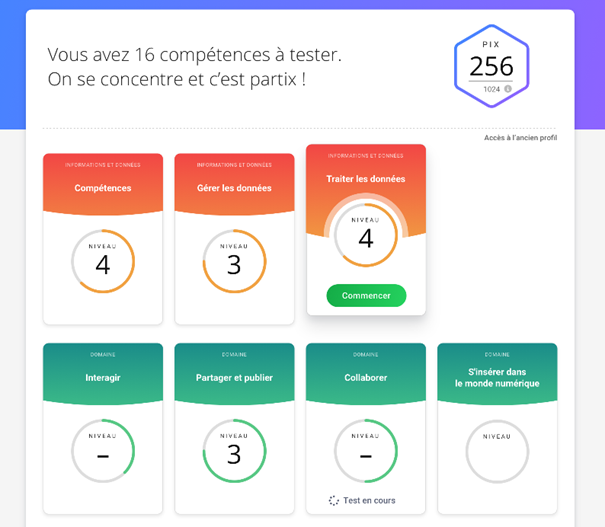 Vous avez 16 compétences à tester.
On se concentre et c'est partix !
PIX
256
1024
Accès à l'ancien profil
INFORMATIONS ET DONNÉES
Compétences
NIVEAU
4
INFORMATIONS ET DONNÉES
Gérer les données
NIVEAU
3
INFORMATIONS ET DONNÉES
Traiter les données
NIVEAU
4
Commencer
DOMAINE
Interagir
NIVEAU
–
DOMAINE
Partager et publier
NIVEAU
3
DOMAINE
Collaborer
NIVEAU
–
Test en cours
DOMAINE
S'insérer dans
le monde numérique
NIVEAU